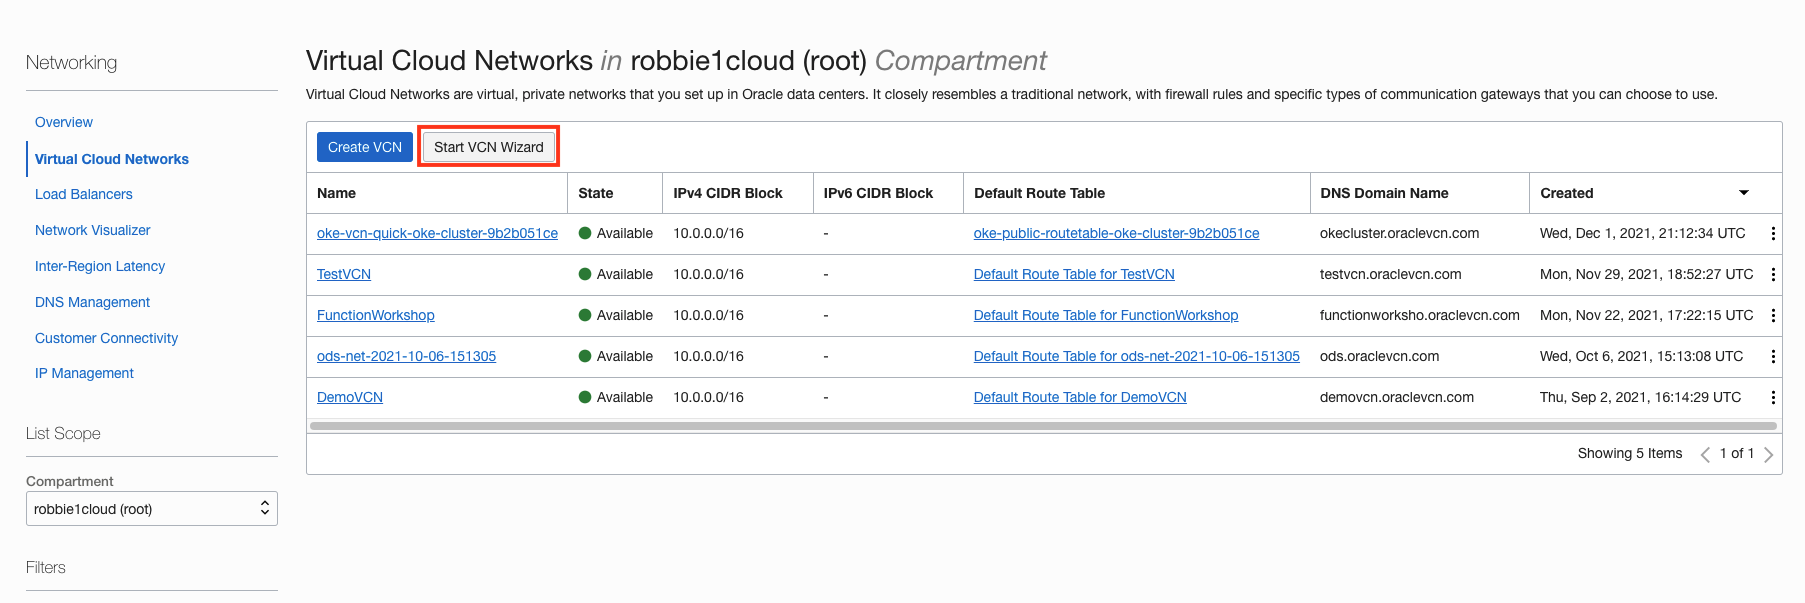 Networking
Overview
Virtual Cloud Networks
Load Balancers
Network Visualizer
Inter-Region Latency
DNS Management
Customer Connectivity
IP Management
List Scope
Compartment
robbie1cloud (root)
Filters
Virtual Cloud Networks in robbie1cloud (root) Compartment
Virtual Cloud Networks are virtual, private networks that you set up in Oracle data centers. It closely resembles a traditional network, with firewall rules and specific types of communication gateways that you can choose to use.
Create VCN Start VCN Wizard
Name State IPv4 CIDR Block IPv6 CIDR Block Default Route Table DNS Domain Name Created
oke-vcn-quick-oke-cluster-9b2b051ce Available 10.0.0.0/16 - oke-public-routetable-oke-cluster-9b2b051ce okecluster.oraclevcn.com Wed, Dec 1, 2021, 21:12:34 UTC
TestVCN Available 10.0.0.0/16 - Default Route Table for TestVCN testvcn.oraclevcn.com Mon, Nov 29, 2021, 18:52:27 UTC
FunctionWorkshop Available 10.0.0.0/16 - Default Route Table for FunctionWorkshop functionworksho.oraclevcn.com Mon, Nov 22, 2021, 17:22:15 UTC
ods-net-2021-10-06-151305 Available 10.0.0.0/16 - Default Route Table for ods-net-2021-10-06-151305 ods.oraclevcn.com Wed, Oct 6, 2021, 15:13:08 UTC
DemoVCN Available 10.0.0.0/16 - Default Route Table for DemoVCN demovcn.oraclevcn.com Thu, Sep 2, 2021, 16:14:29 UTC
Showing 5 Items 1 of 1